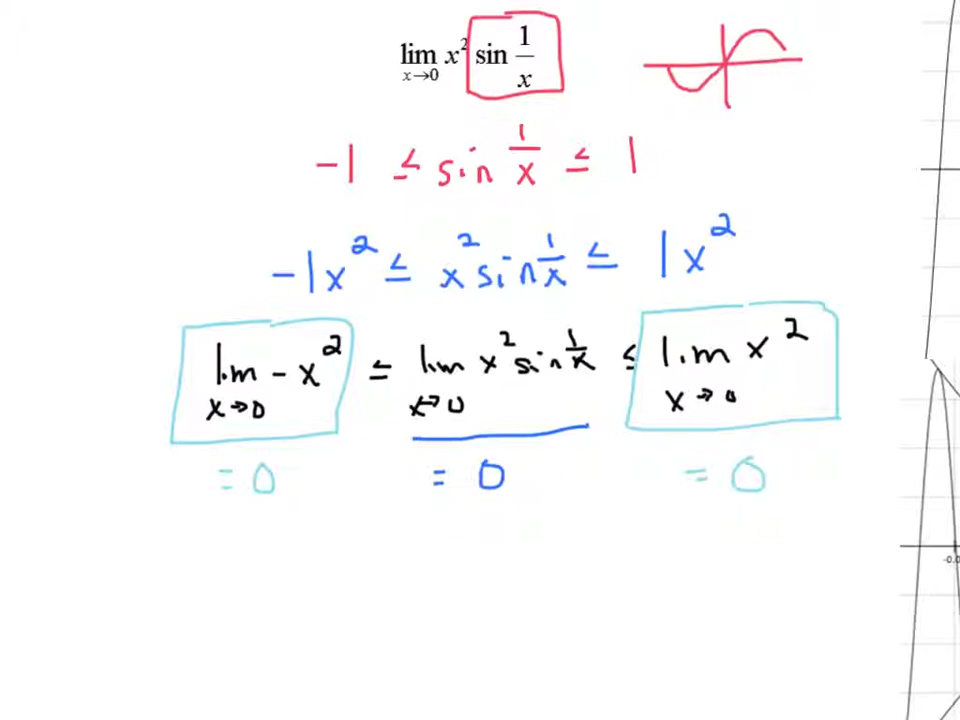 lim x→0 x² sin 1/x
-1 ≤ sin 1/x ≤ 1
-1x² ≤ x² sin 1/x ≤ 1x²
lim x→0 -x² ≤ lim x→0 x² sin 1/x ≤ lim x→0 x²
= 0 = 0 = 0